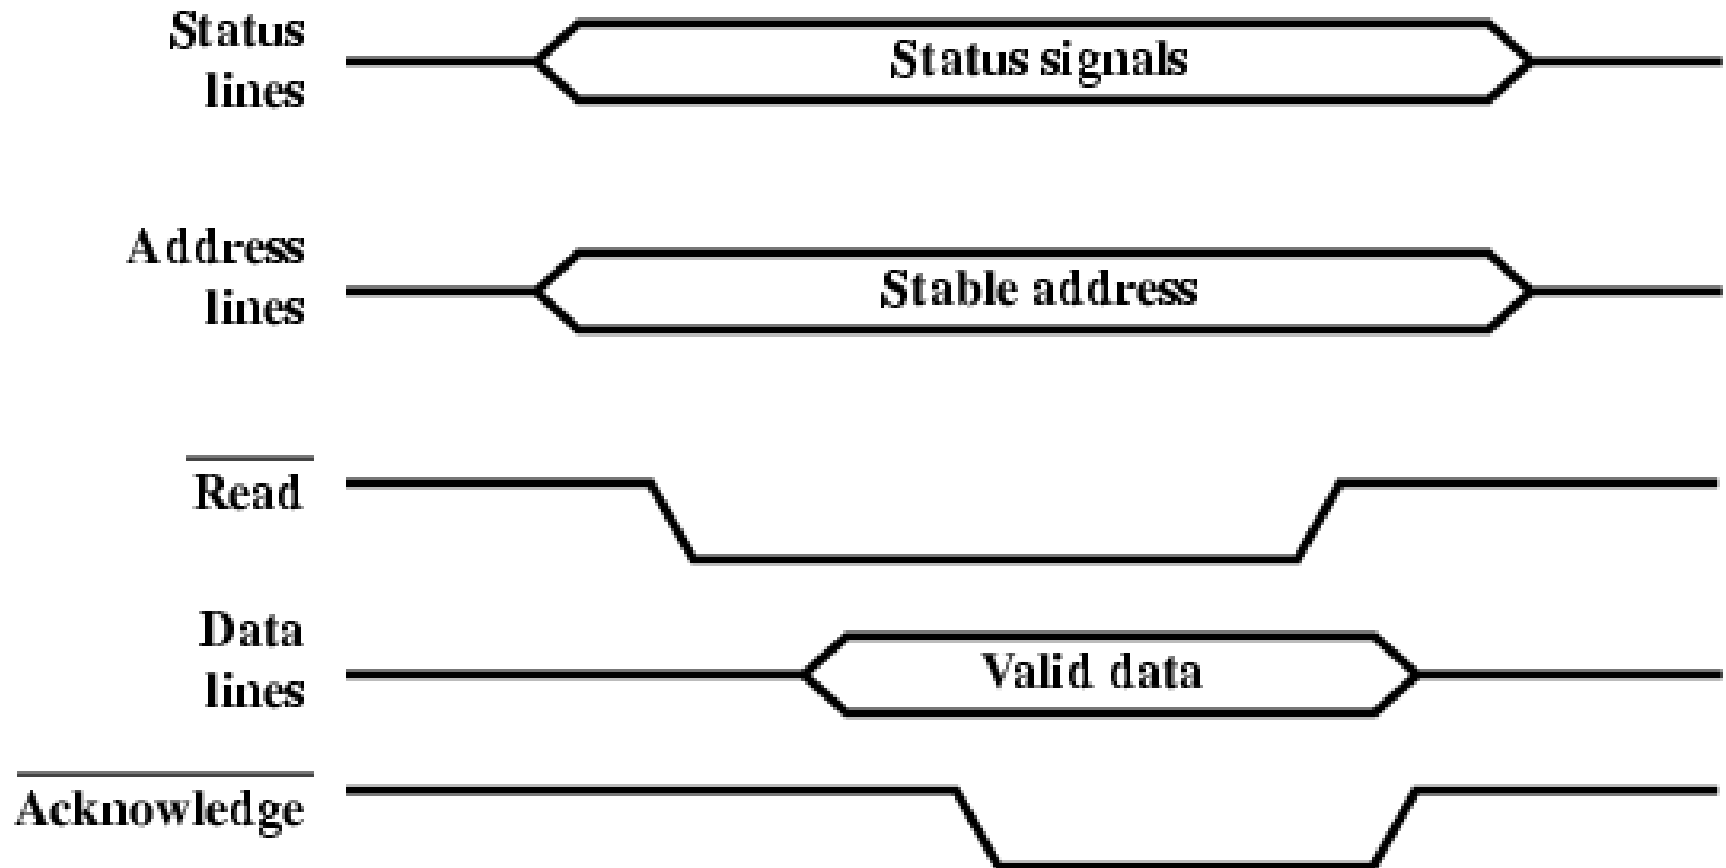 Status
lines
Status signals
Address
lines
Stable address
Read
Data
lines
Valid data
Acknowledge